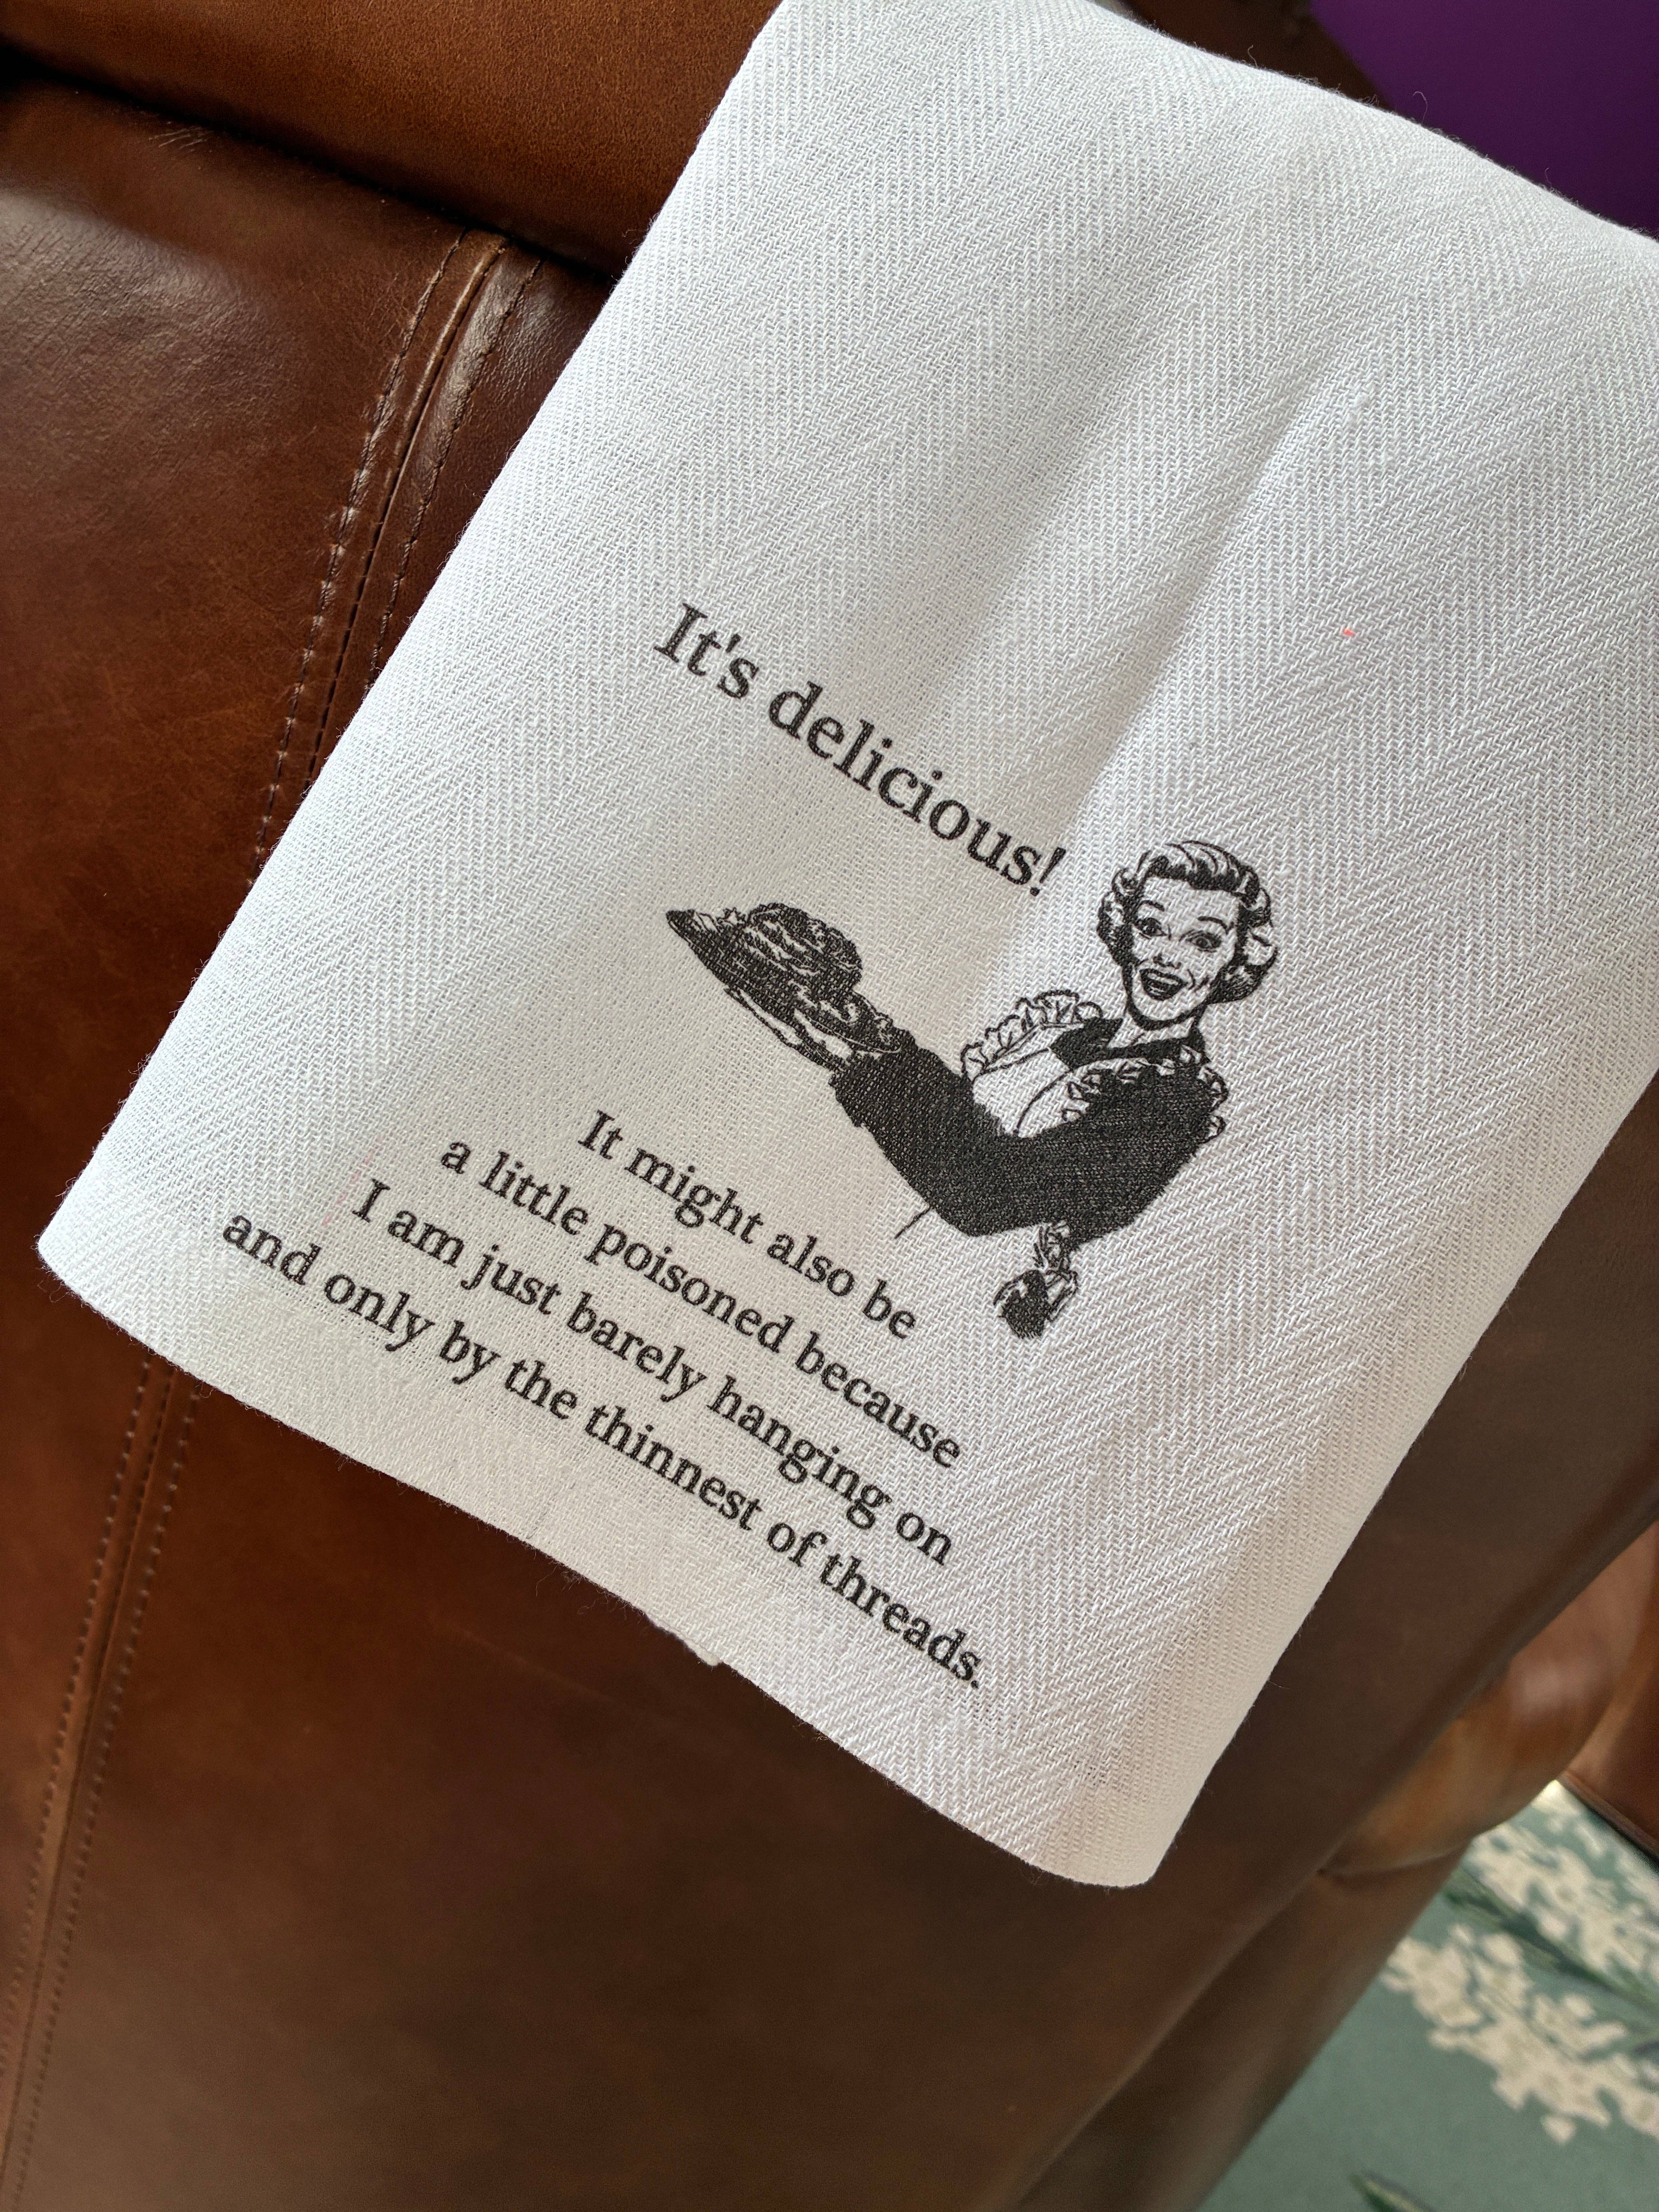 It's delicious!
It might also be
a little poisoned because
I am just barely hanging on
and only by the thinnest of threads.